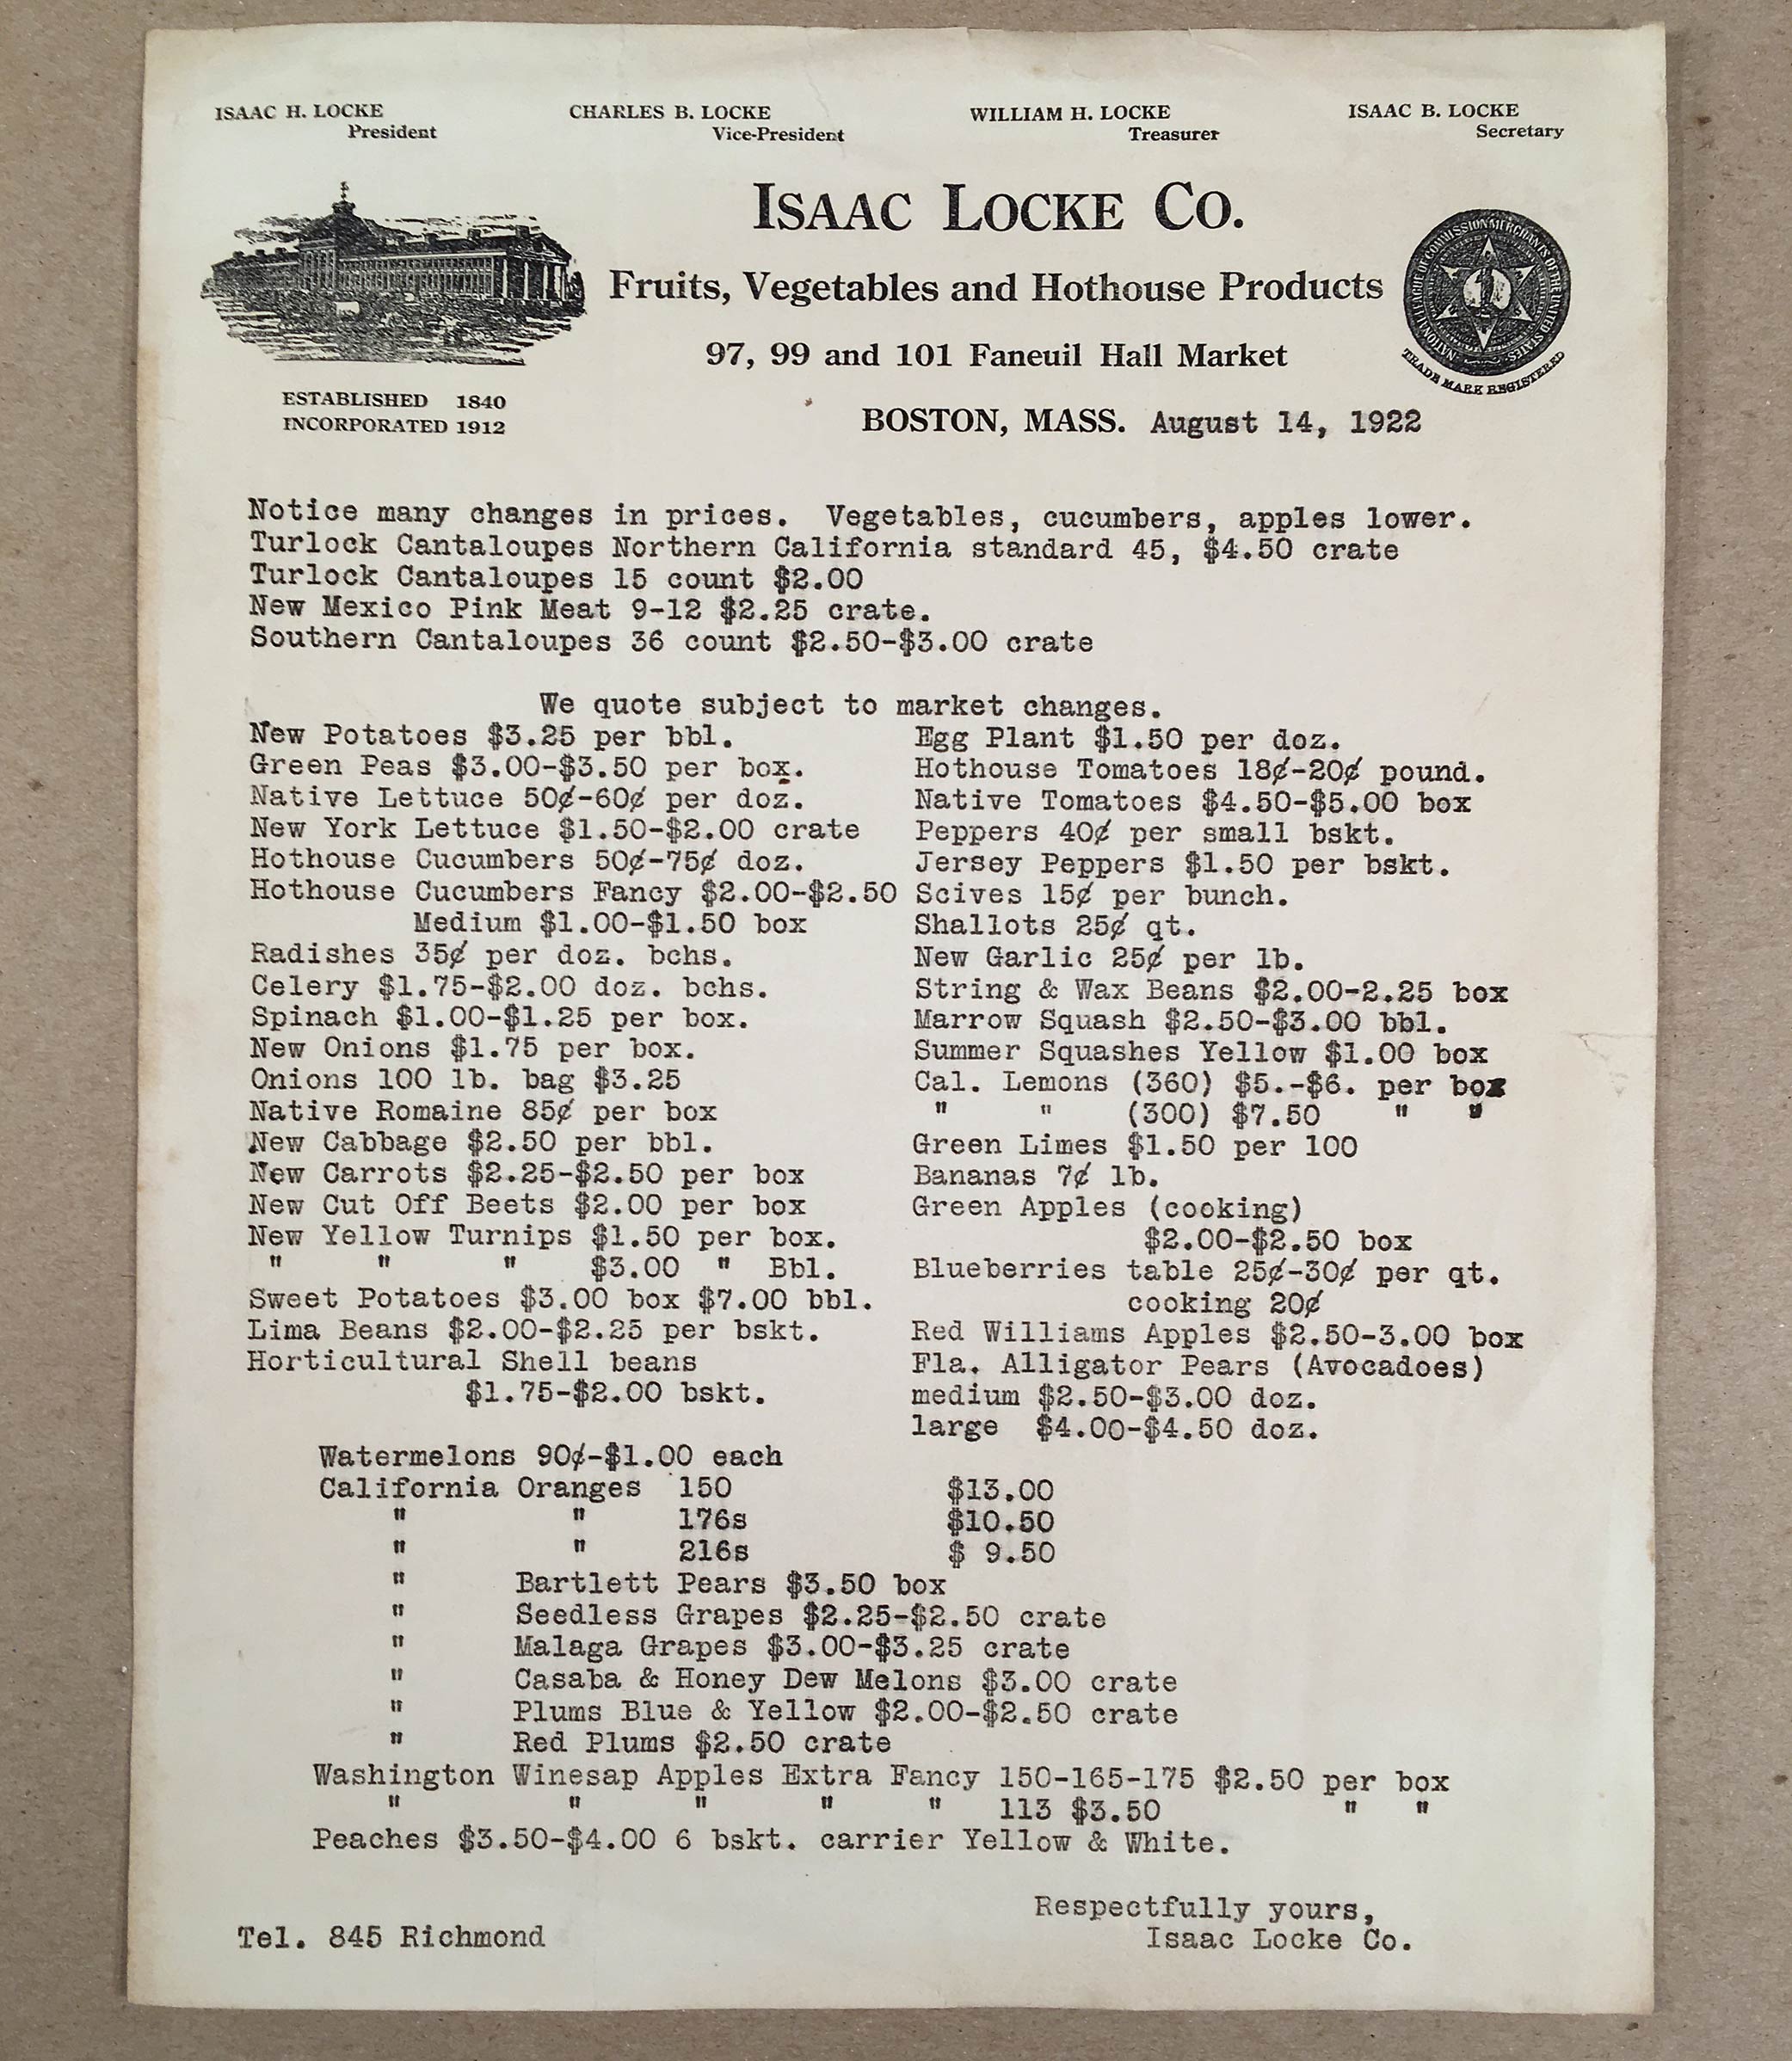 ISAAC H. LOCKE
President
CHARLES B. LOCKE
Vice-President
WILLIAM H. LOCKE
Treasurer
ISAAC B. LOCKE
Secretary
ISAAC LOCKE CO.
Fruits, Vegetables and Hothouse Products
97, 99 and 101 Faneuil Hall Market
ESTABLISHED 1840
INCORPORATED 1912
NATIONAL LEAGUE OF COMMISSION MERCHANTS OF THE UNITED STATES
TRADE MARK REGISTERED
BOSTON, MASS. August 14, 1922
Notice many changes in prices. Vegetables, cucumbers, apples lower.
Turlock Cantaloupes Northern California standard 45, $4.50 crate
Turlock Cantaloupes 15 count $2.00
New Mexico Pink Meat 9-12 $2.25 crate.
Southern Cantaloupes 36 count $2.50-$3.00 crate
We quote subject to market changes.
New Potatoes $3.25 per bbl.
Green Peas $3.00-$3.50 per box.
Native Lettuce 50¢-60¢ per doz.
New York Lettuce $1.50-$2.00 crate
Hothouse Cucumbers 50¢-75¢ doz.
Hothouse Cucumbers Fancy $2.00-$2.50
Medium $1.00-$1.50 box
Radishes 35¢ per doz. bchs.
Celery $1.75-$2.00 doz. bchs.
Spinach $1.00-$1.25 per box.
New Onions $1.75 per box.
Onions 100 lb. bag $3.25
Native Romaine 85¢ per box
New Cabbage $2.50 per bbl.
New Carrots $2.25-$2.50 per box
New Cut Off Beets $2.00 per box
New Yellow Turnips $1.50 per box.
" " " $3.00 " Bbl.
Sweet Potatoes $3.00 box $7.00 bbl.
Lima Beans $2.00-$2.25 per bskt.
Horticultural Shell beans
$1.75-$2.00 bskt.
Egg Plant $1.50 per doz.
Hothouse Tomatoes 18¢-20¢ pound.
Native Tomatoes $4.50-$5.00 box
Peppers 40¢ per small bskt.
Jersey Peppers $1.50 per bskt.
Scives 15¢ per bunch.
Shallots 25¢ qt.
New Garlic 25¢ per lb.
String & Wax Beans $2.00-2.25 box
Marrow Squash $2.50-$3.00 bbl.
Summer Squashes Yellow $1.00 box
Cal. Lemons (360) $5.-$6. per box
" " (300) $7.50 " "
Green Limes $1.50 per 100
Bananas 7¢ lb.
Green Apples (cooking)
$2.00-$2.50 box
Blueberries table 25¢-30¢ per qt.
cooking 20¢
Red Williams Apples $2.50-3.00 box
Fla. Alligator Pears (Avocadoes)
medium $2.50-$3.00 doz.
large $4.00-$4.50 doz.
Watermelons 90¢-$1.00 each
California Oranges 150 $13.00
" " 176s $10.50
" " 216s $ 9.50
" Bartlett Pears $3.50 box
" Seedless Grapes $2.25-$2.50 crate
" Malaga Grapes $3.00-$3.25 crate
" Casaba & Honey Dew Melons $3.00 crate
" Plums Blue & Yellow $2.00-$2.50 crate
" Red Plums $2.50 crate
Washington Winesap Apples Extra Fancy 150-165-175 $2.50 per box
" " " " " 113 $3.50 " "
Peaches $3.50-$4.00 6 bskt. carrier Yellow & White.
Respectfully yours,
Isaac Locke Co.
Tel. 845 Richmond